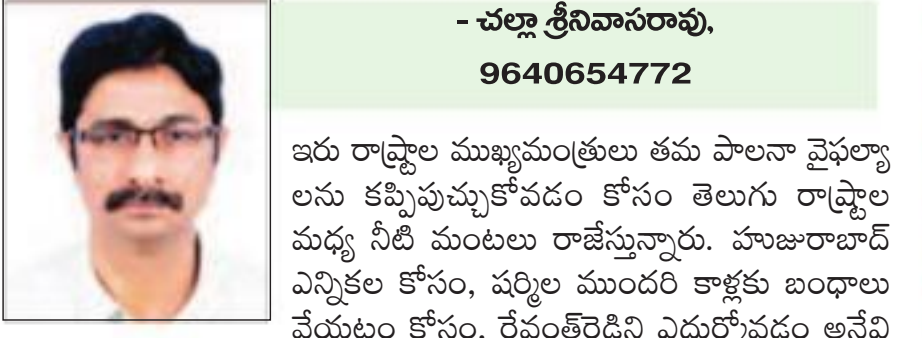 - చల్లా శ్రీనివాసరావు,
9640654772
ఇరు రాష్ట్రాల ముఖ్యమంత్రులు తమ పాలనా వైఫల్యా
లను కప్పిపుచ్చుకోవడం కోసం తెలుగు రాష్ట్రాల
మధ్య నీటి మంటలు రాజేస్తున్నారు. హుజురాబాద్
ఎన్నికల కోసం, షర్మిల ముందరి కాళ్లకు బంధాలు
వేయటం కోసం, రేవంత్‌రెడ్డిని ఎదుర్కోవడం అనేవి